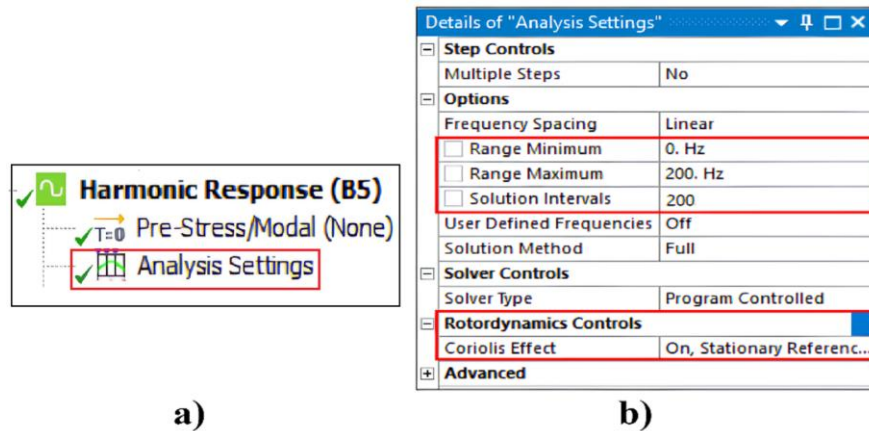 Harmonic Response (B5)
T=0 Pre-Stress/Modal (None)
Analysis Settings
a)
Details of "Analysis Settings"
Step Controls
Multiple Steps No
Options
Frequency Spacing Linear
Range Minimum 0. Hz
Range Maximum 200. Hz
Solution Intervals 200
User Defined Frequencies Off
Solution Method Full
Solver Controls
Solver Type Program Controlled
Rotordynamics Controls
Coriolis Effect On, Stationary Referenc...
Advanced
b)